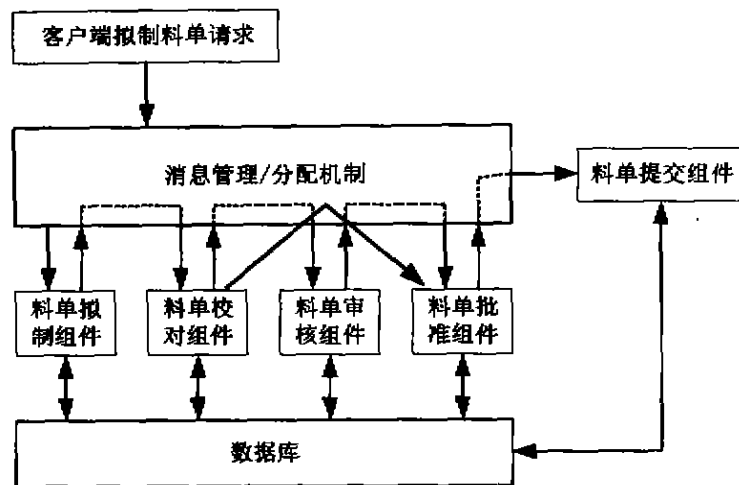 客户端拟制料单请求
消息管理/分配机制
料单提交组件
料单拟
制组件
料单校
对组件
料单审
核组件
料单批
准组件
数据库